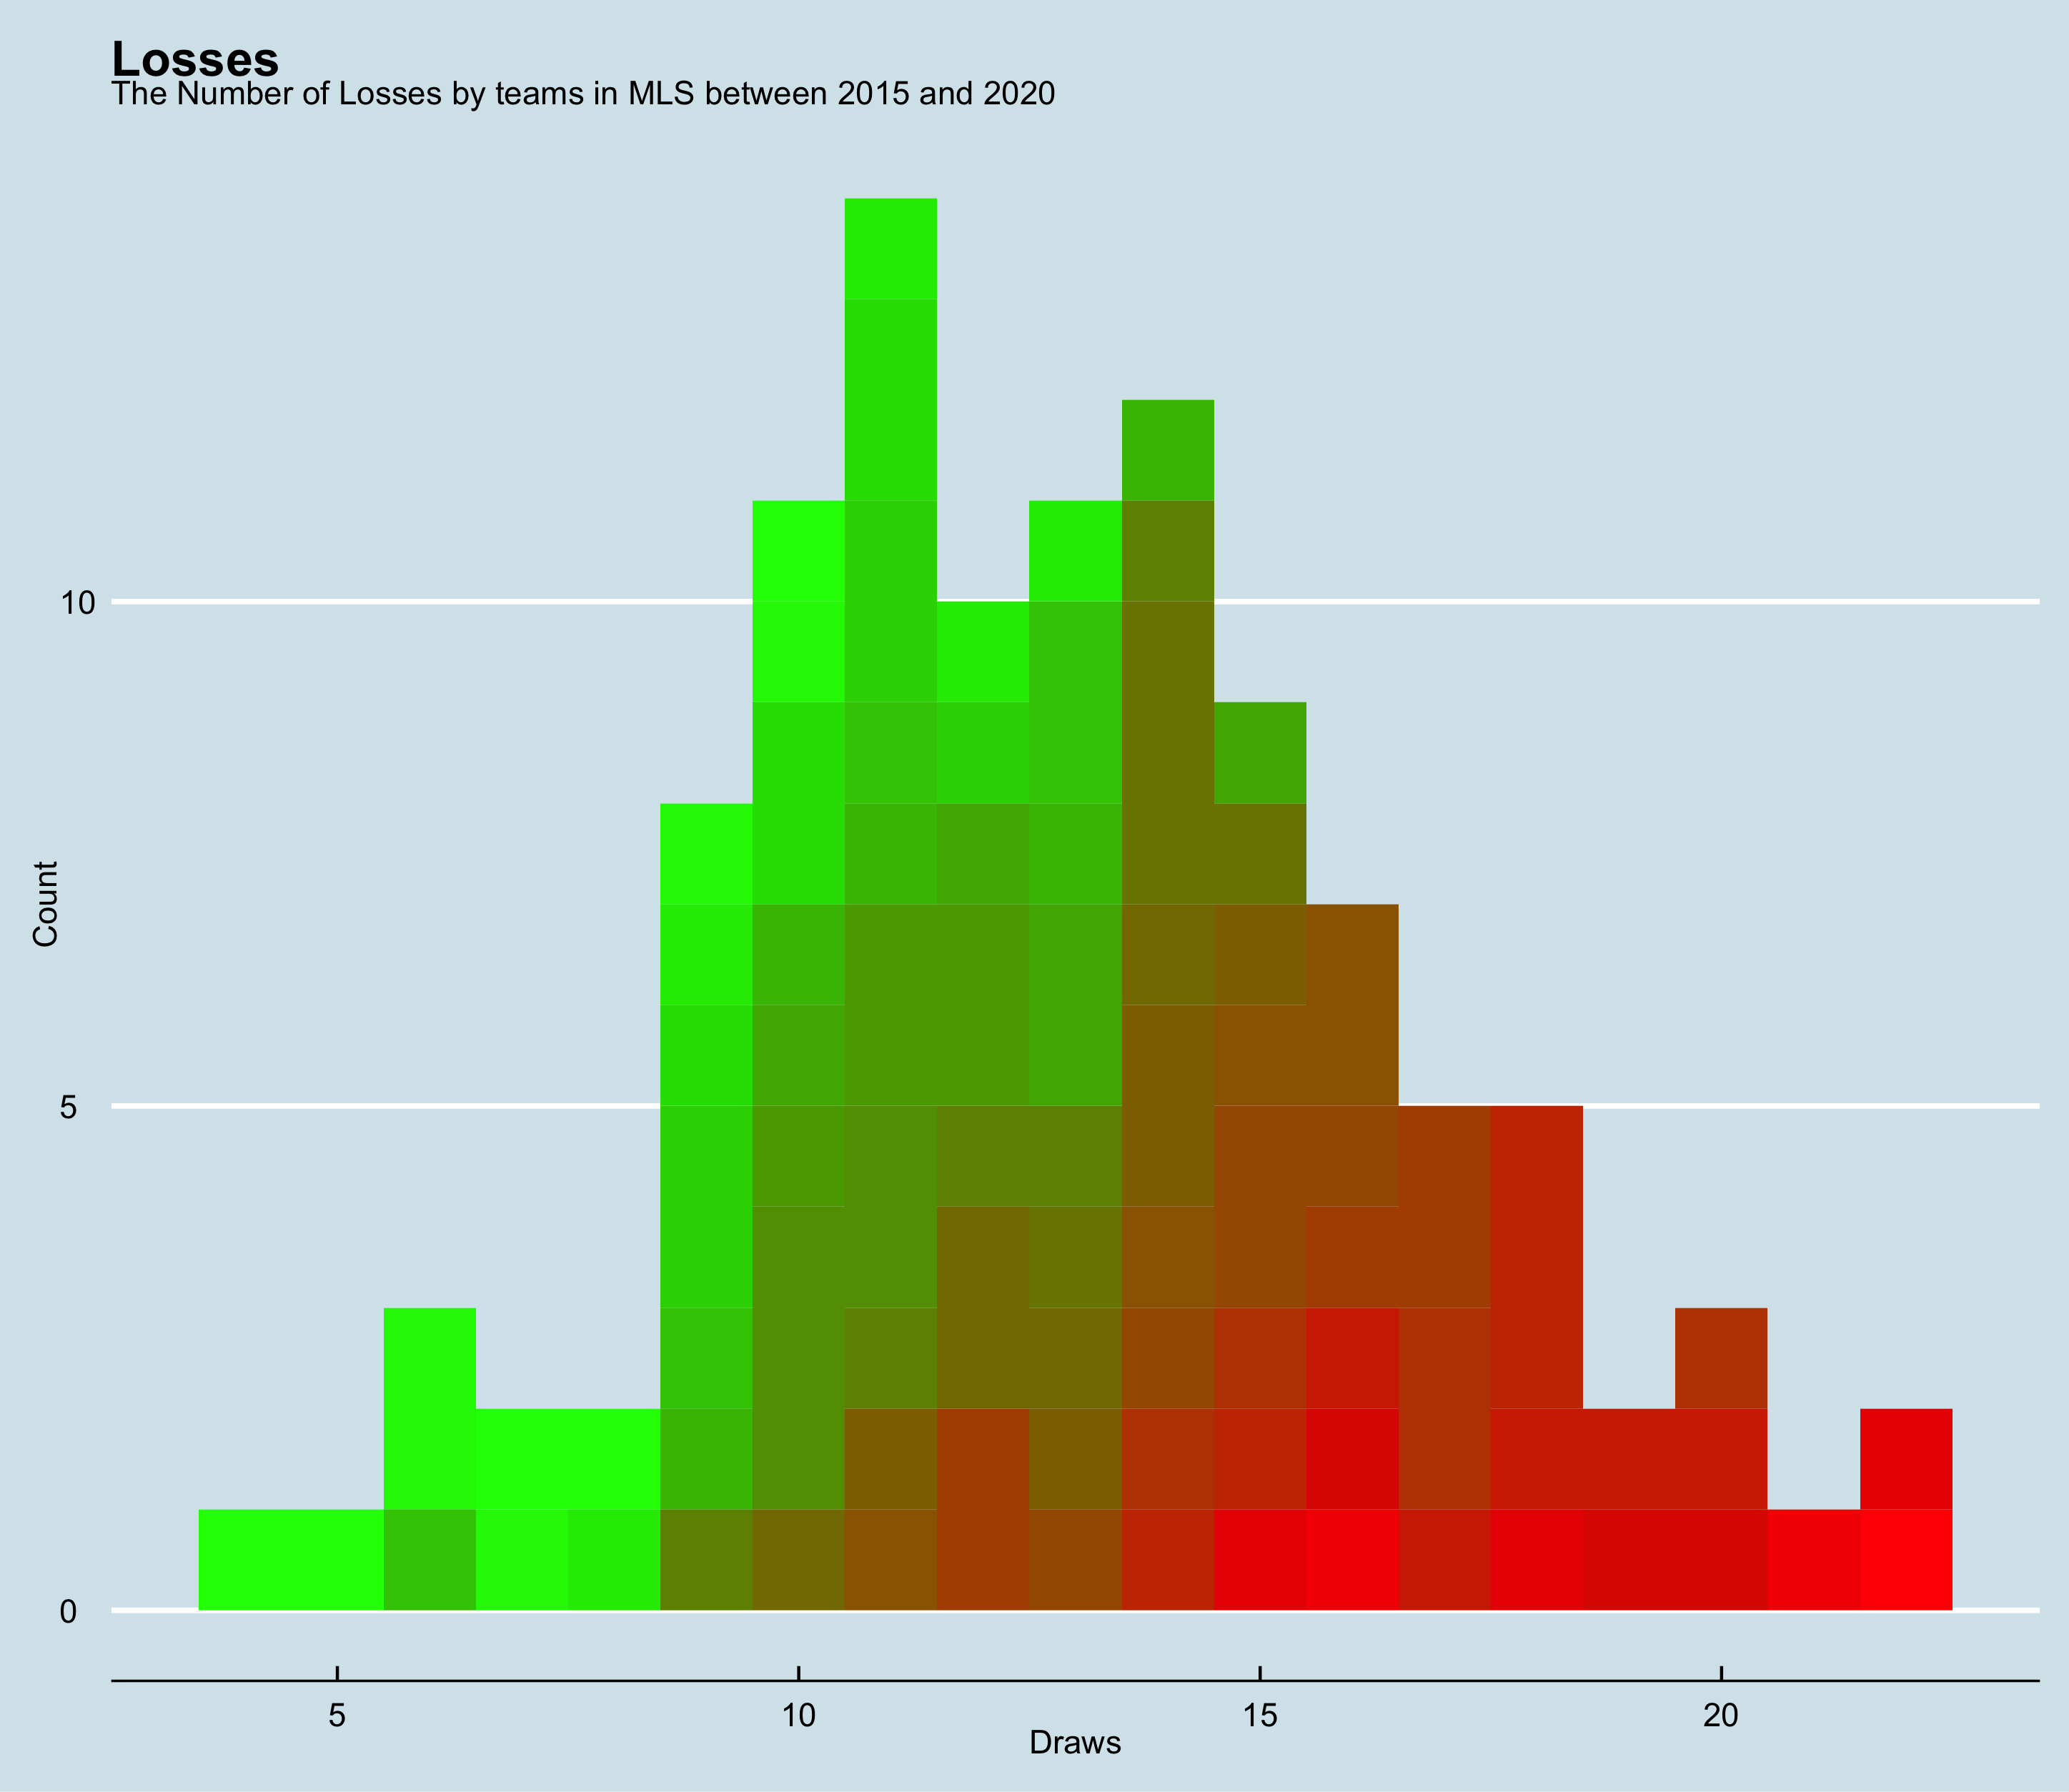 Losses
The Number of Losses by teams in MLS between 2015 and 2020
10
5
0
Count
5 10 15 20
Draws